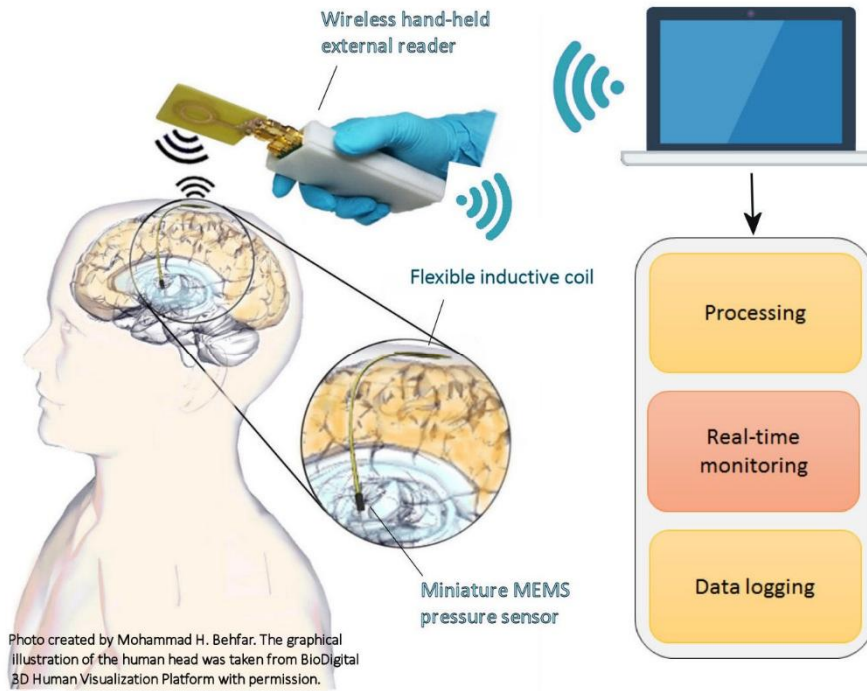 Wireless hand-held
external reader
Flexible inductive coil
Miniature MEMS
pressure sensor
Processing
Real-time
monitoring
Data logging
Photo created by Mohammad H. Behfar. The graphical
illustration of the human head was taken from BioDigital
3D Human Visualization Platform with permission.